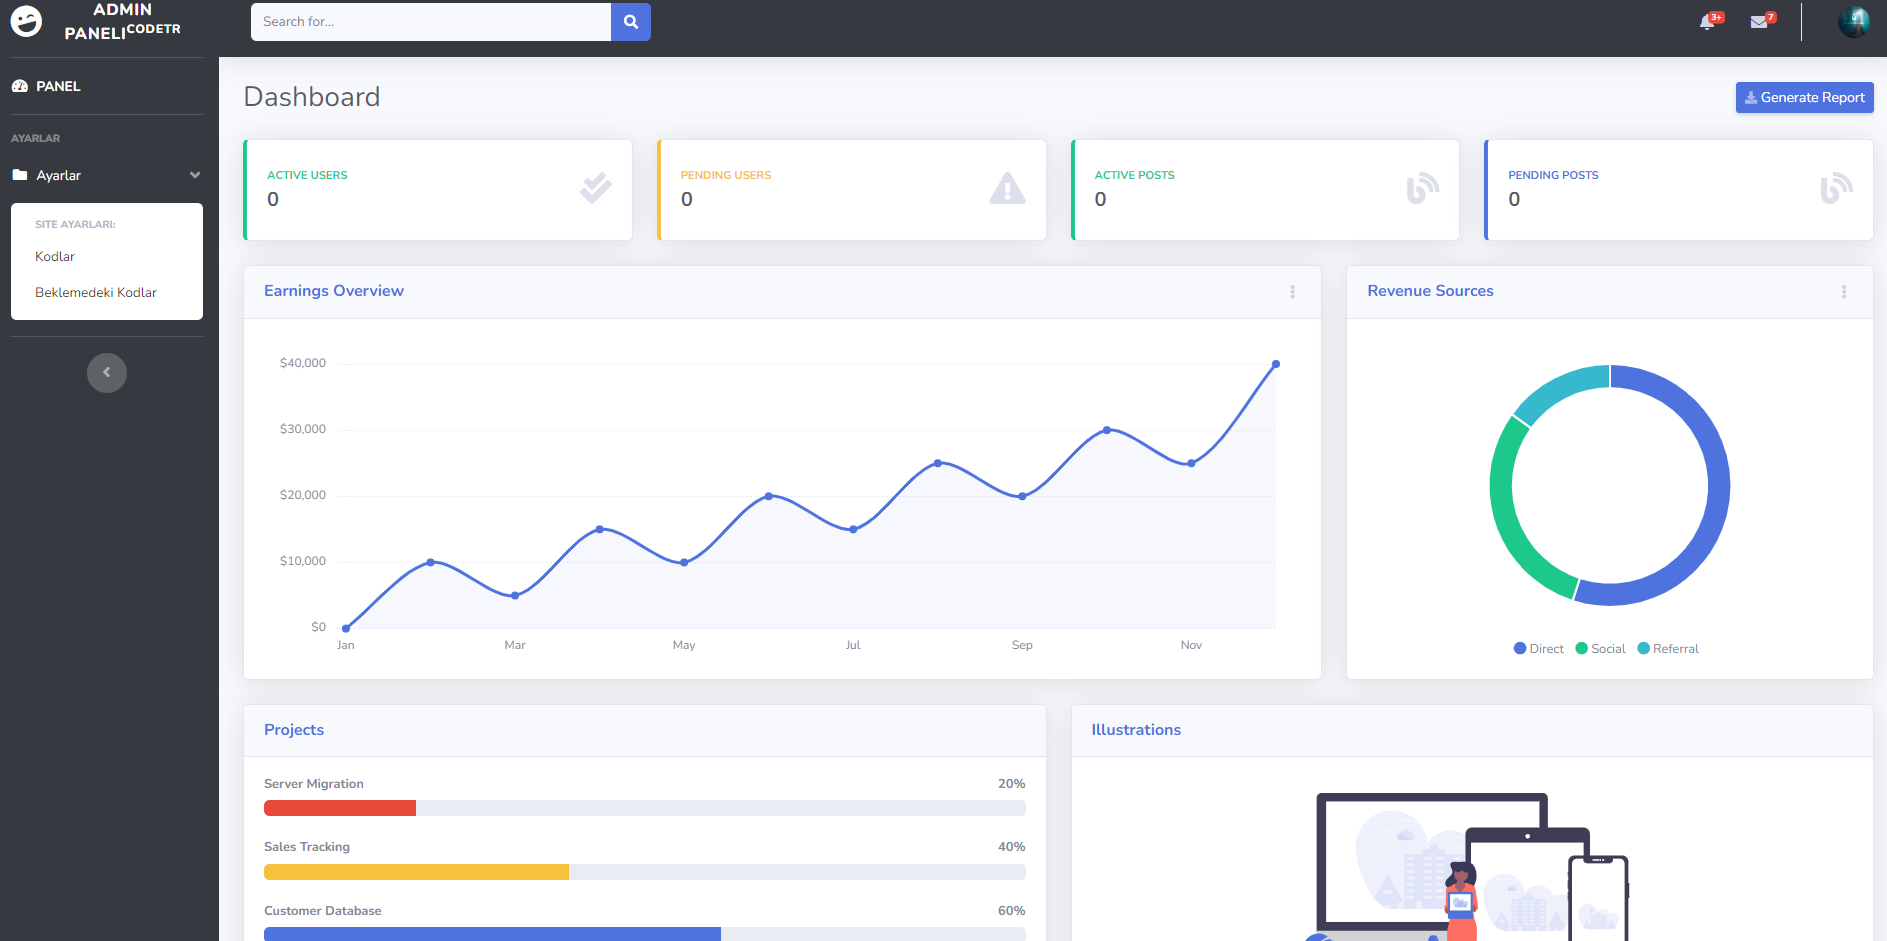 ADMIN
PANELI CODETR
Search for...
3+
7
PANEL
AYARLAR
Ayarlar
SITE AYARLARI:
Kodlar
Beklemedeki Kodlar
Dashboard
Generate Report
ACTIVE USERS
0
PENDING USERS
0
ACTIVE POSTS
0
PENDING POSTS
0
Earnings Overview
$40,000
$30,000
$20,000
$10,000
$0
Jan Mar May Jul Sep Nov
Revenue Sources
Direct Social Referral
Projects
Server Migration 20%
Sales Tracking 40%
Customer Database 60%
Illustrations